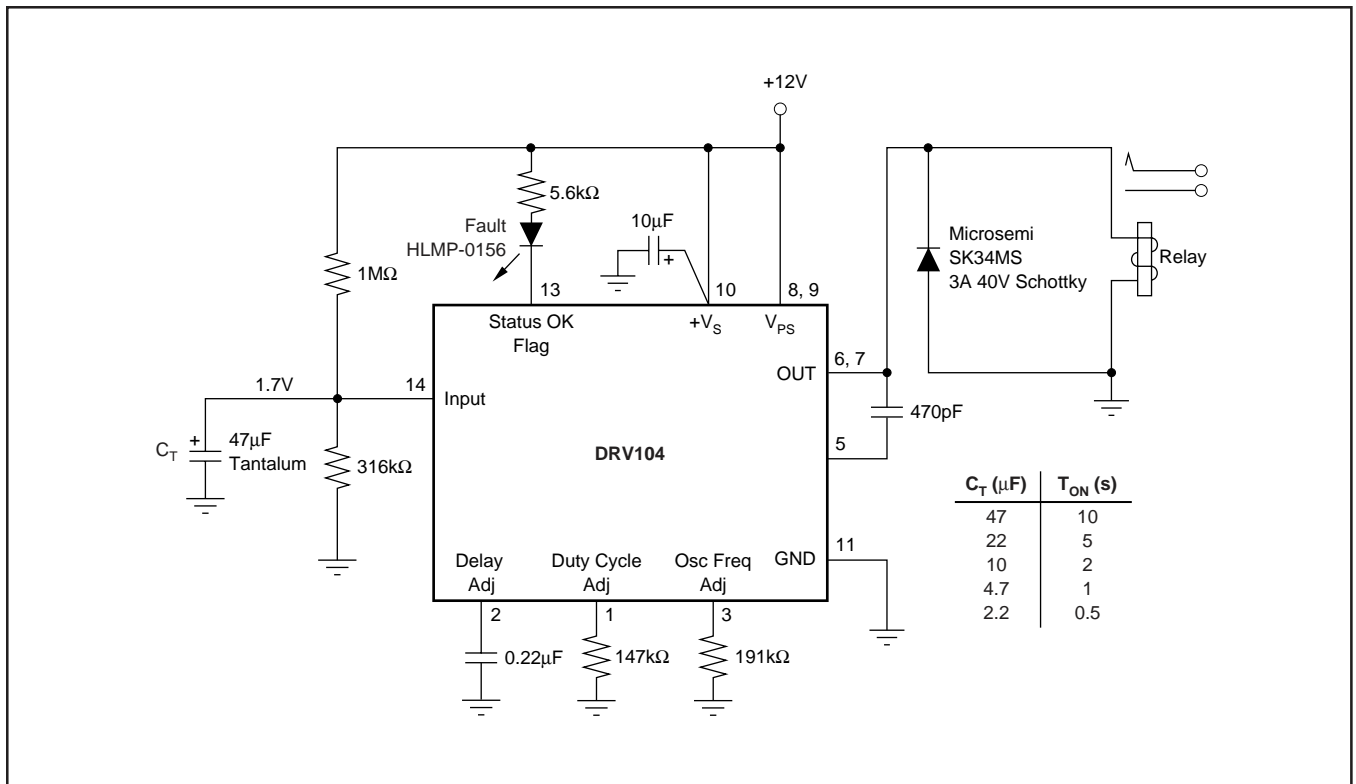 +12V
5.6kΩ
Fault
HLMP-0156
10μF
+
1MΩ
13
10
8, 9
Status OK
Flag
+VS
VPS
Microsemi
SK34MS
3A 40V Schottky
Relay
6, 7
OUT
1.7V
14
Input
470pF
CT
+
47μF
Tantalum
316kΩ
5
DRV104
CT (μF) TON (s)
47 10
22 5
10 2
4.7 1
2.2 0.5
11
GND
Delay
Adj
Duty Cycle
Adj
Osc Freq
Adj
2
1
3
0.22μF
147kΩ
191kΩ